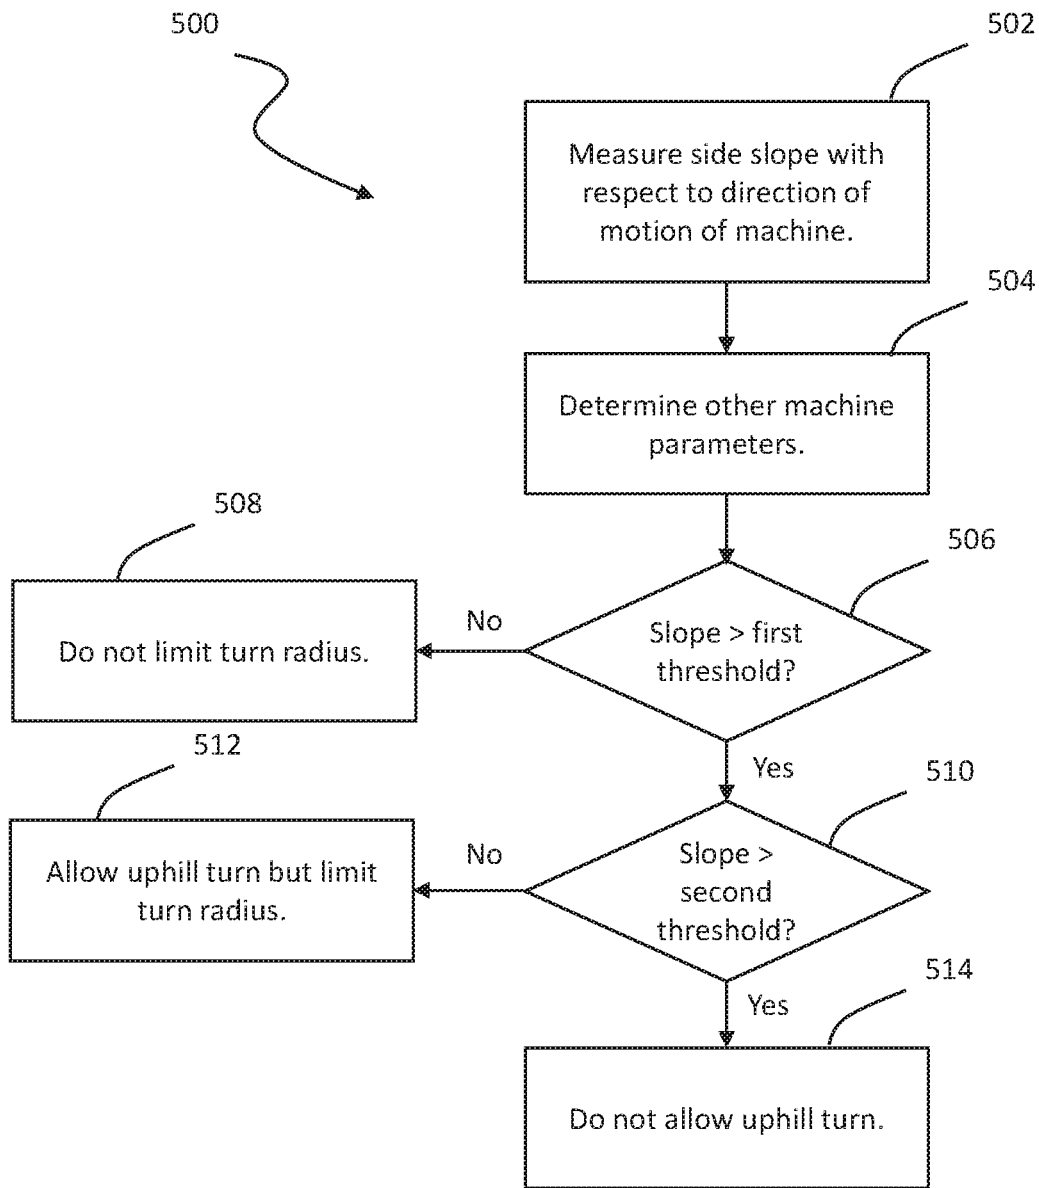 500
502
Measure side slope with
respect to direction of
motion of machine.
504
Determine other machine
parameters.
508
506
No
Do not limit turn radius.
Slope > first
threshold?
Yes
512
510
No
Allow uphill turn but limit
turn radius.
Slope >
second
threshold?
514
Yes
Do not allow uphill turn.